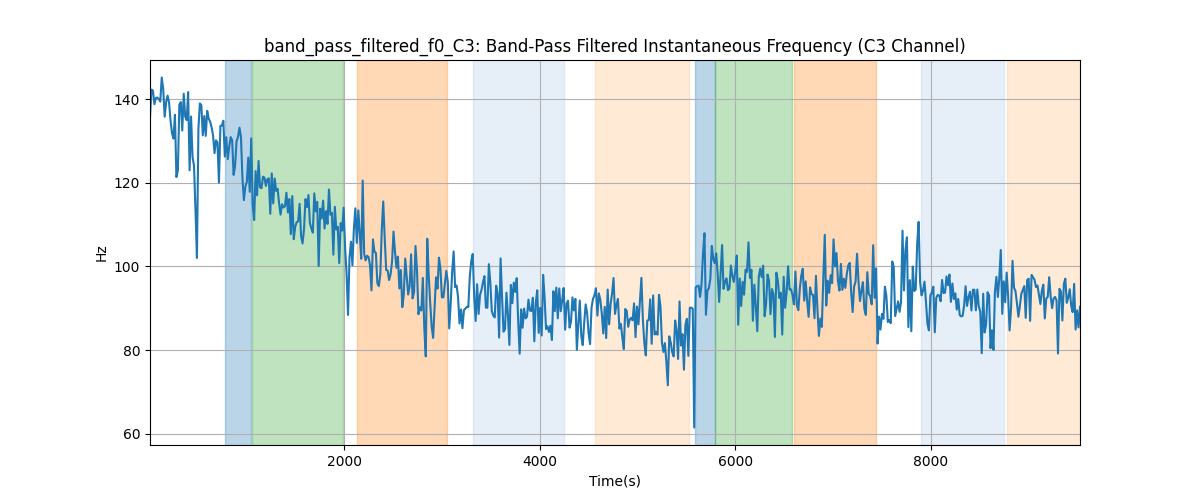 band_pass_filtered_f0_C3: Band-Pass Filtered Instantaneous Frequency (C3 Channel)
140
120
100
80
60
Hz
2000 4000 6000 8000
Time(s)